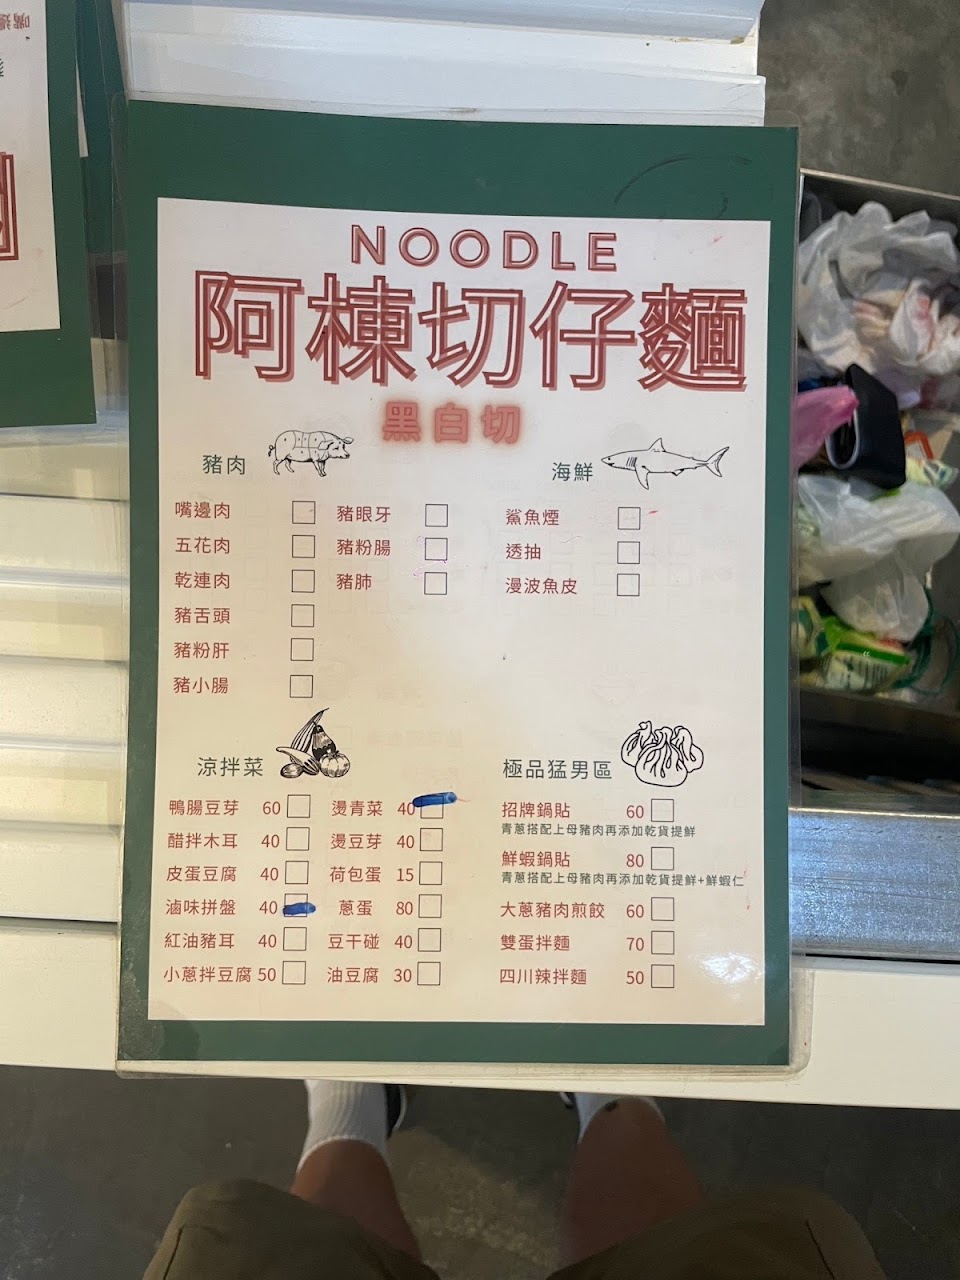 NOODLE
阿棟切仔麵
黑白切
豬肉
海鮮
嘴邊肉
五花肉
乾連肉
豬舌頭
豬粉肝
豬小腸
豬眼牙
豬粉腸
豬肺
鯊魚煙
透抽
漫波魚皮
涼拌菜
鴨腸豆芽 60
醋拌木耳 40
皮蛋豆腐 40
滷味拼盤 40
紅油豬耳 40
小蔥拌豆腐 50
燙青菜 40
燙豆芽 40
荷包蛋 15
蔥蛋 80
豆干碰 40
油豆腐 30
極品猛男區
招牌鍋貼 60
青蔥搭配上母豬肉再添加乾貨提鮮
鮮蝦鍋貼 80
青蔥搭配上母豬肉再添加乾貨提鮮+鮮蝦仁
大蔥豬肉煎餃 60
雙蛋拌麵 70
四川辣拌麵 50